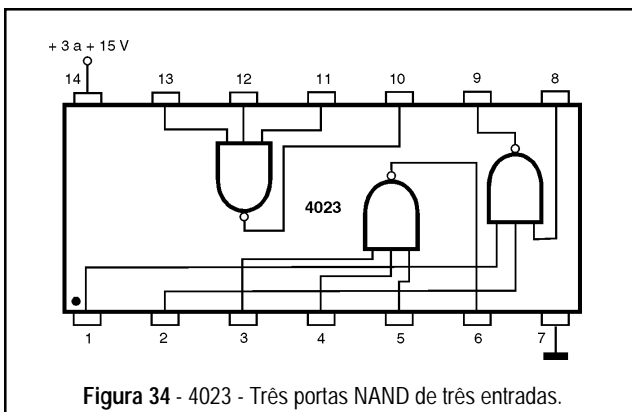 + 3 a + 15 V
14 13 12 11 10 9 8
4023
1 2 3 4 5 6 7
Figura 34 - 4023 - Três portas NAND de três entradas.